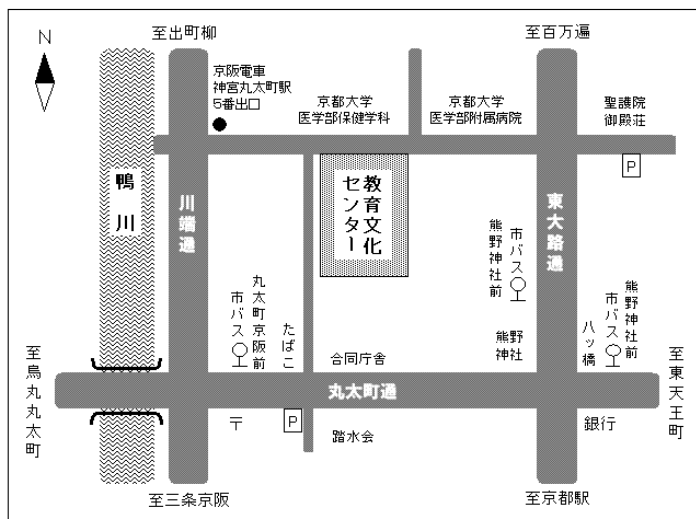 至出町柳
至百万遍
N
京阪電車
神宮丸太町駅
5番出口
京都大学
医学部保健学科
京都大学
医学部附属病院
聖護院
御殿荘
P
鴨川
川端通
教育文化
センター
東大路通
市バス
熊野神社前
丸太町京阪前
市バス
たばこ
合同庁舎
熊野
神社
八ッ橋
熊野神社前
市バス
至烏丸丸太町
丸太町通
至東天王町
〒
P
踏水会
銀行
至三条京阪
至京都駅